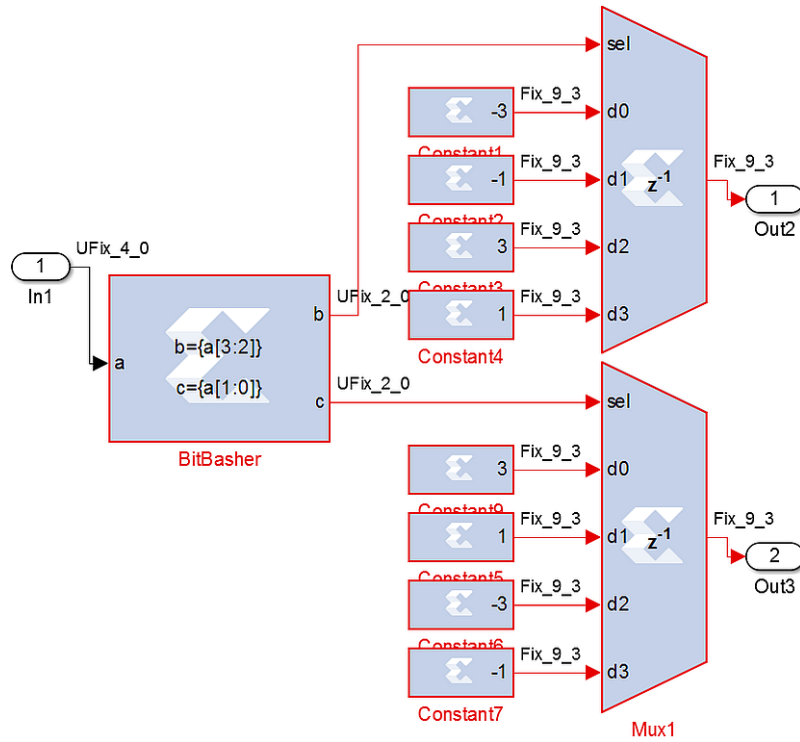 sel
Fix_9_3
-3
d0
Constant1
Fix_9_3
Fix_9_3
-1
d1
z-1
Constant2
1
Out2
Fix_9_3
3
d2
UFix_4_0
1
In1
Constant3
UFix_2_0
Fix_9_3
b
1
d3
b={a[3:2]}
Constant4
a
c={a[1:0]}
UFix_2_0
c
sel
BitBasher
Fix_9_3
3
d0
Constant9
Fix_9_3
Fix_9_3
1
d1
z-1
2
Constant5
Out3
Fix_9_3
-3
d2
Constant6
Fix_9_3
-1
d3
Constant7
Mux1